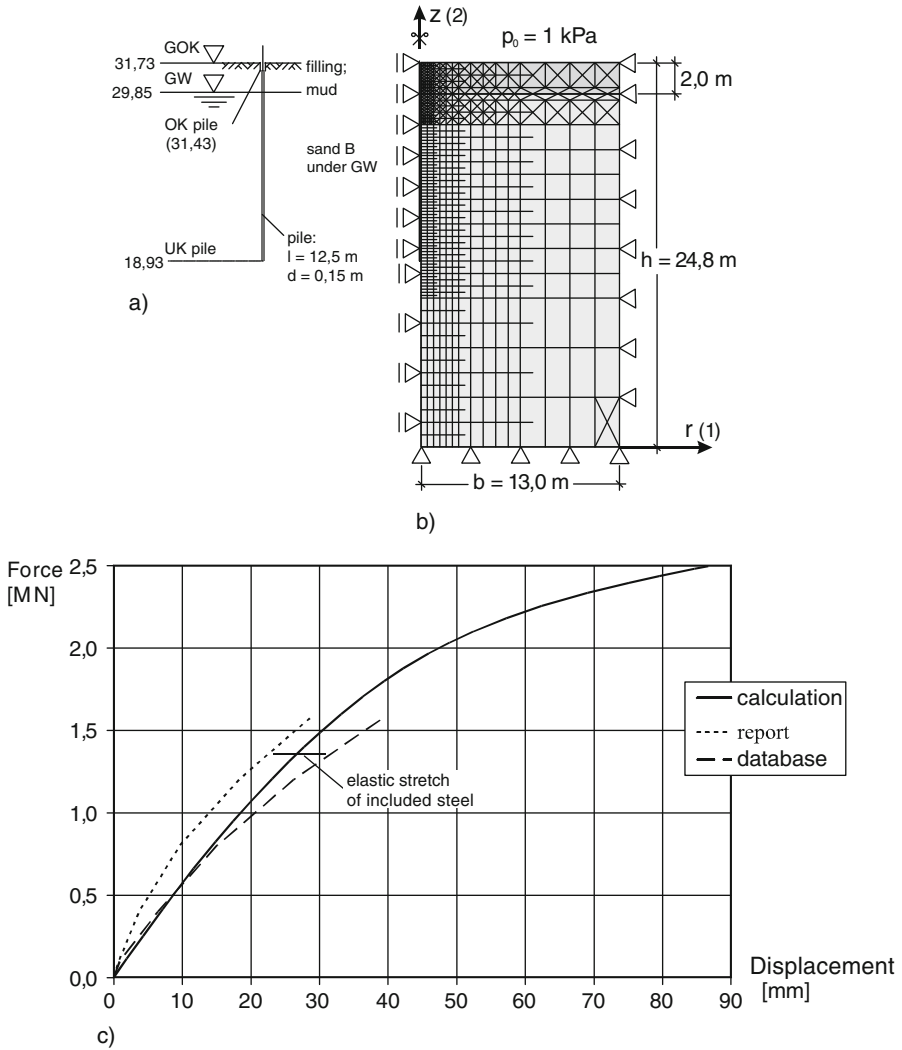 GOK
31,73
GW
29,85
filling;
mud
OK pile
(31,43)
sand B
under GW
UK pile
18,93
pile:
l = 12,5 m
d = 0,15 m
a)
z (2)
p₀ = 1 kPa
2,0 m
h = 24,8 m
r (1)
b = 13,0 m
b)
Force
[MN]
2,5
2,0
1,5
1,0
0,5
0,0
0 10 20 30 40 50 60 70 80 90
Displacement
[mm]
elastic stretch
of included steel
calculation
report
database
c)